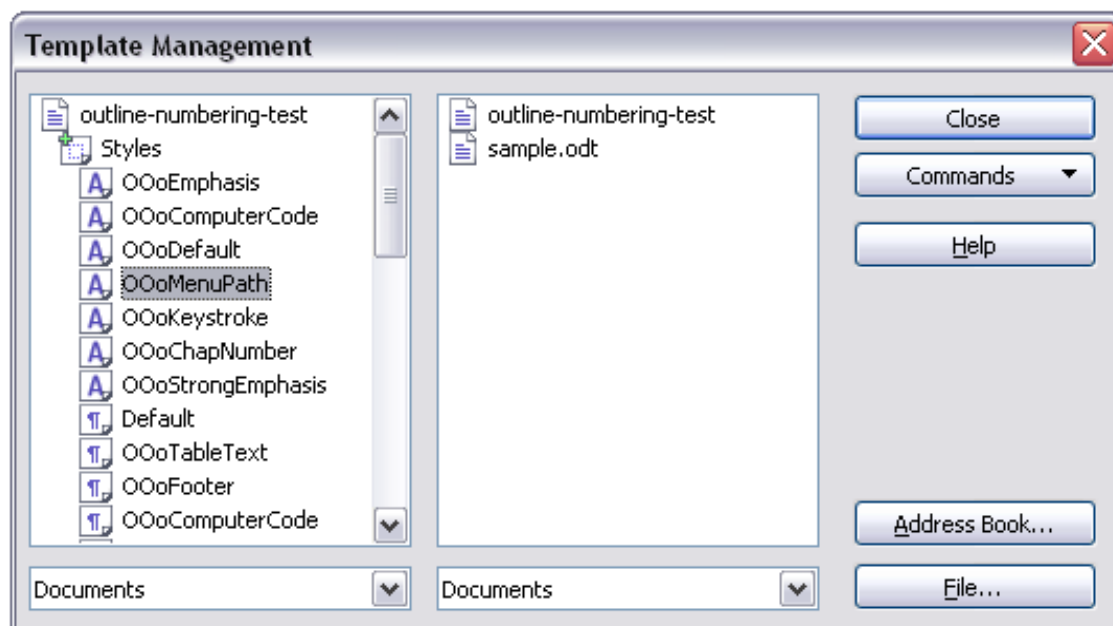 Template Management
outline-numbering-test
Styles
OOoEmphasis
OOoComputerCode
OOoDefault
OOoMenuPath
OOoKeystroke
OOoChapNumber
OOoStrongEmphasis
Default
OOoTableText
OOoFooter
OOoComputerCode
Documents
outline-numbering-test
sample.odt
Documents
Close
Commands
Help
Address Book...
File...